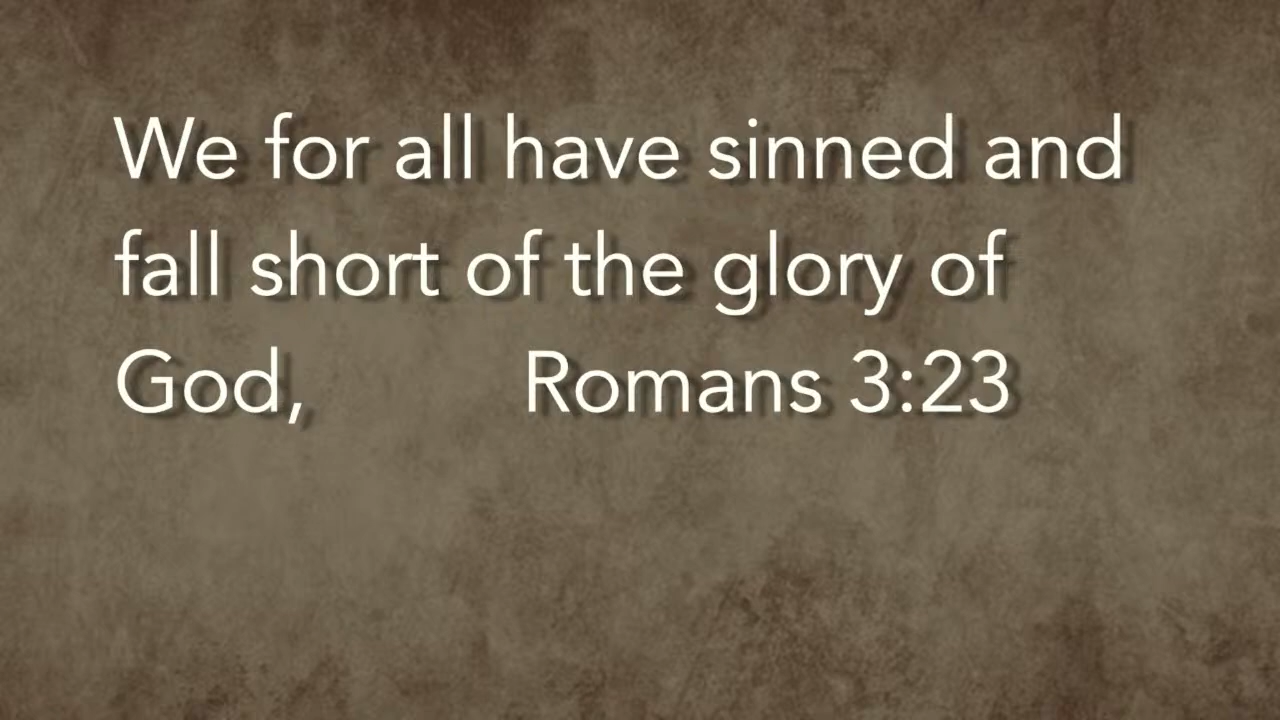 We for all have sinned and
fall short of the glory of
God, Romans 3:23